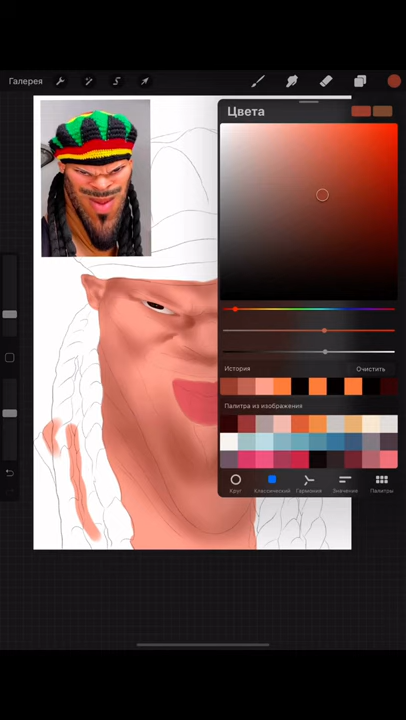 Галерея
Цвета
История
Очистить
Палитра из изображения
Круг
Классический
Гармония
Значение
Палитры